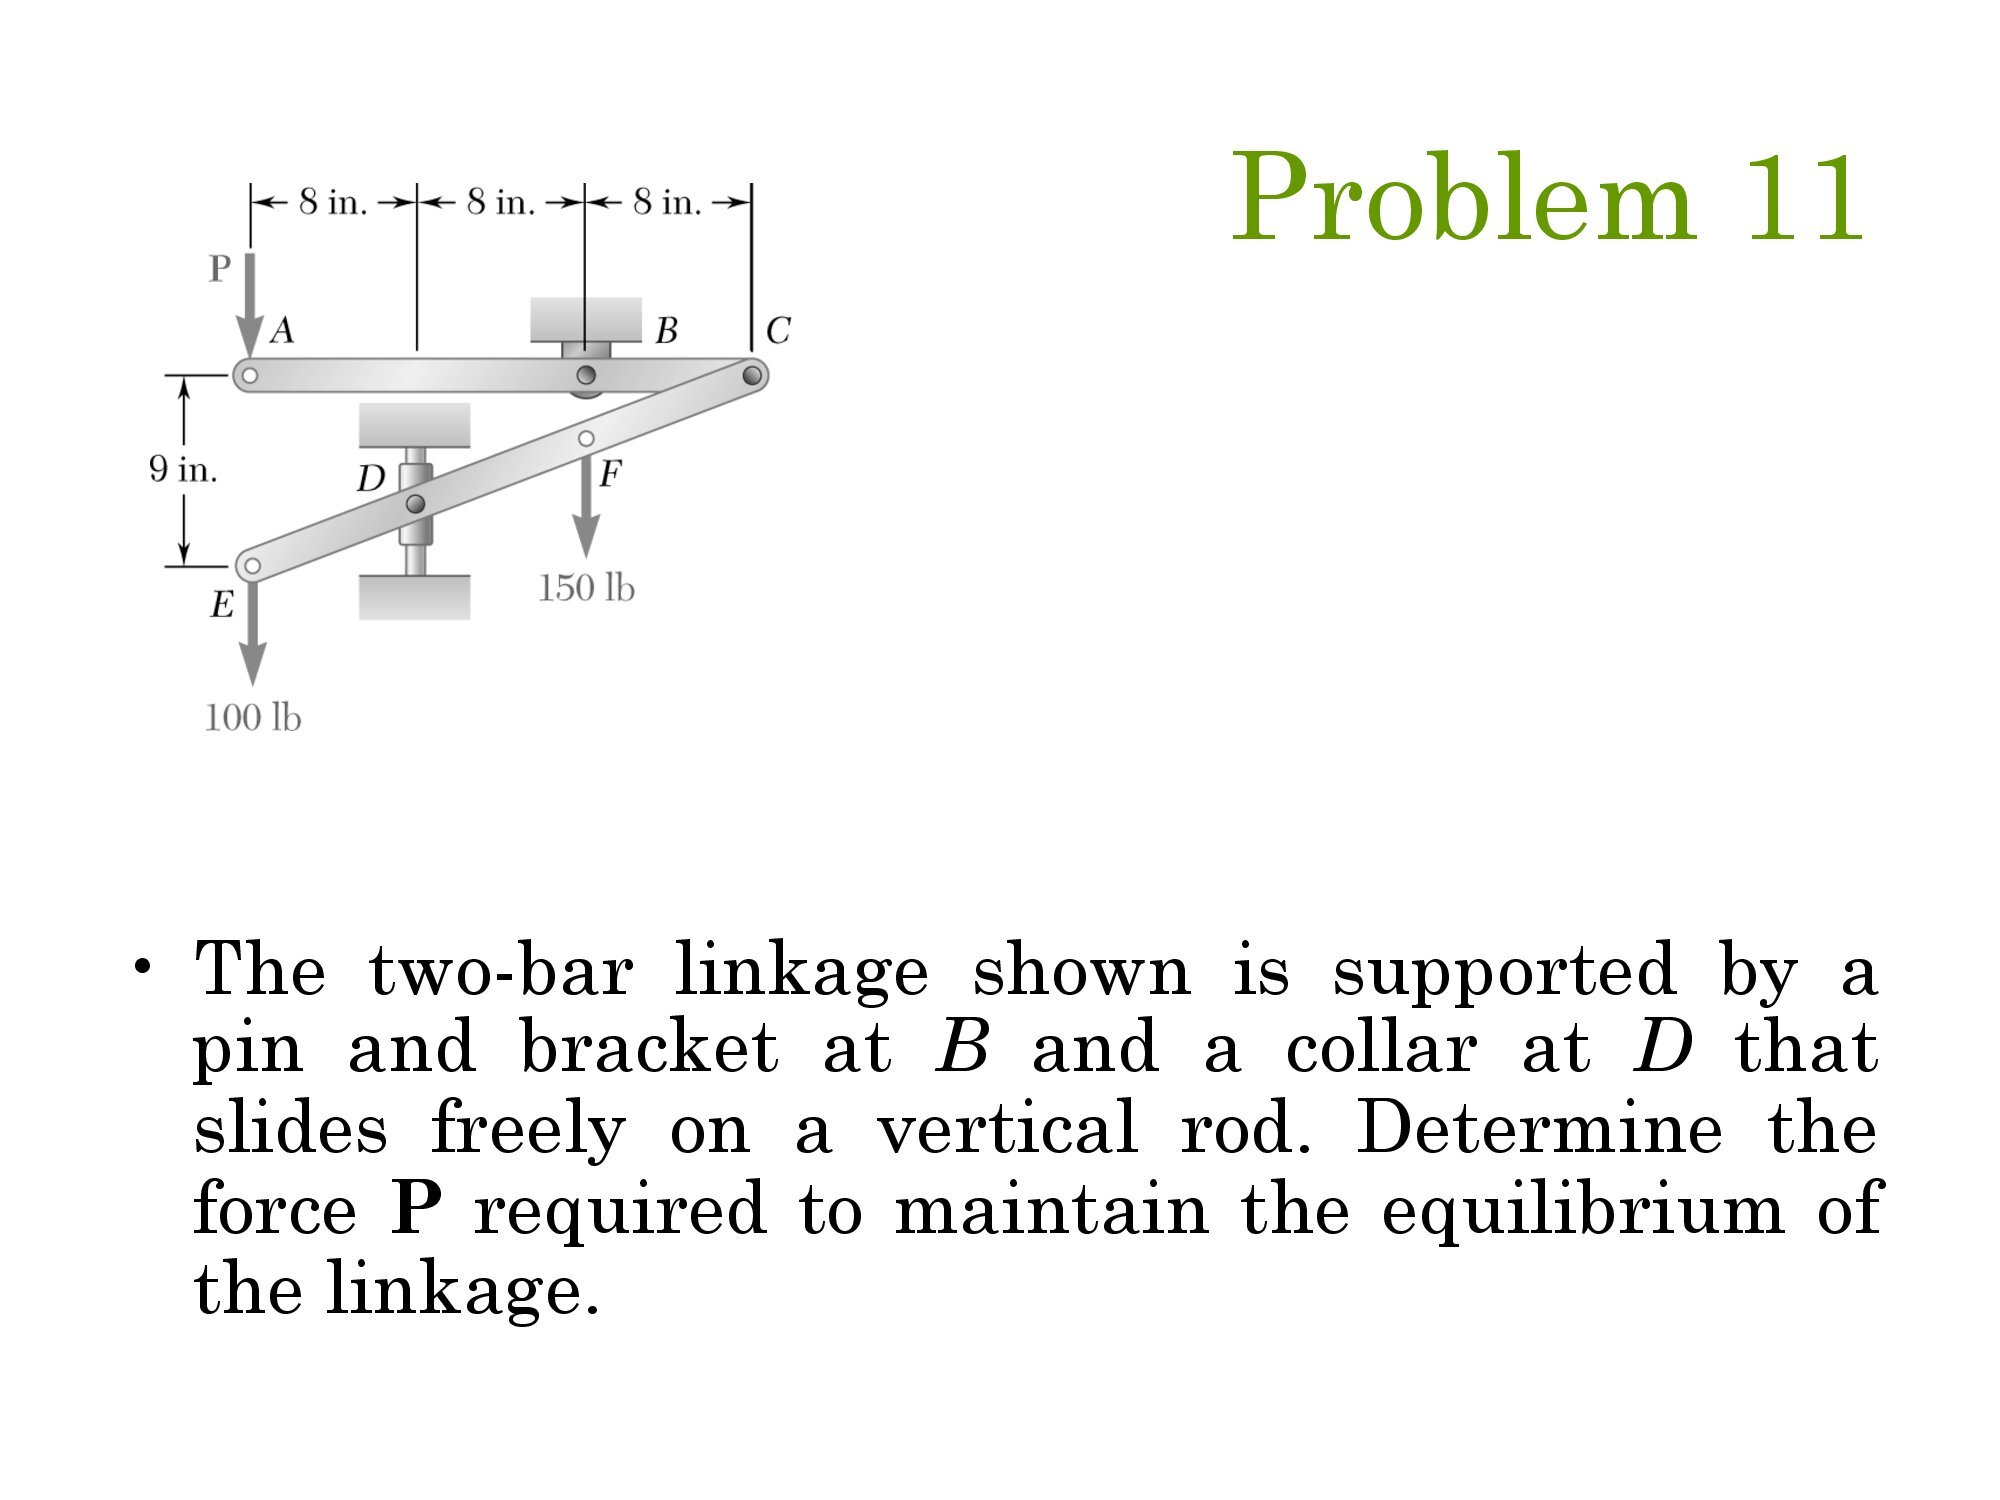 Problem 11
8 in. 8 in. 8 in.
P
A B C
9 in.
D F
E
150 lb
100 lb
• The two-bar linkage shown is supported by a
pin and bracket at B and a collar at D that
slides freely on a vertical rod. Determine the
force P required to maintain the equilibrium of
the linkage.